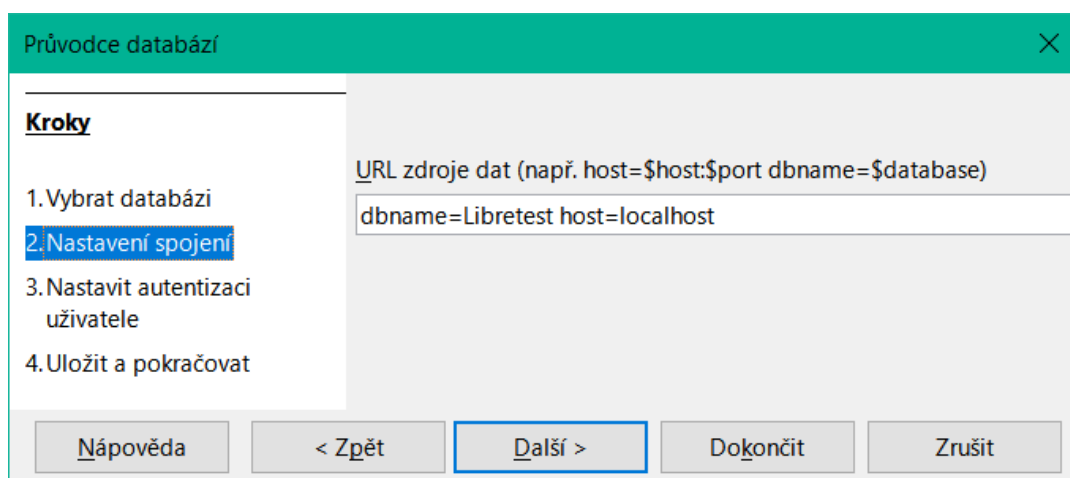 Průvodce databází
Kroky
1. Vybrat databázi
2. Nastavení spojení
3. Nastavit autentizaci
uživatele
4. Uložit a pokračovat
URL zdroje dat (např. host=$host:$port dbname=$database)
dbname=Libretest host=localhost
Nápověda
< Zpět
Další >
Dokončit
Zrušit